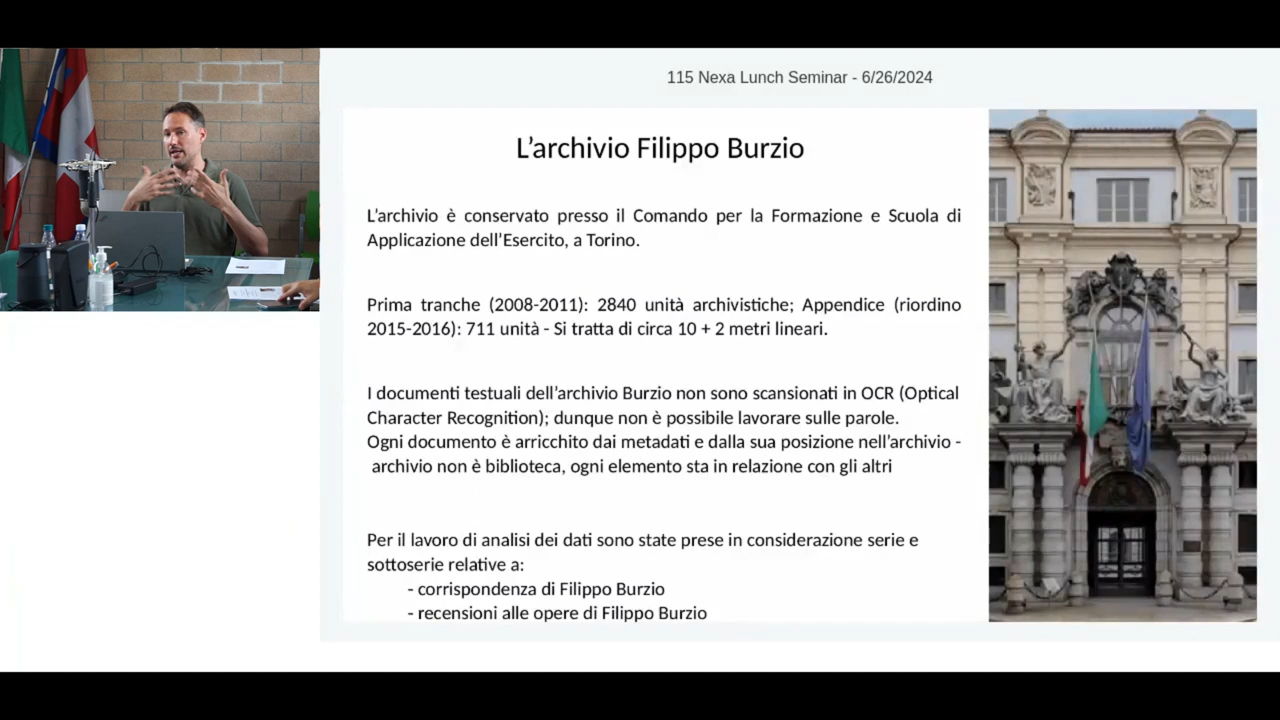 115 Nexa Lunch Seminar - 6/26/2024
L’archivio Filippo Burzio
L’archivio è conservato presso il Comando per la Formazione e Scuola di
Applicazione dell’Esercito, a Torino.
Prima tranche (2008-2011): 2840 unità archivistiche; Appendice (riordino
2015-2016): 711 unità - Si tratta di circa 10 + 2 metri lineari.
I documenti testuali dell’archivio Burzio non sono scansionati in OCR (Optical
Character Recognition); dunque non è possibile lavorare sulle parole.
Ogni documento è arricchito dai metadati e dalla sua posizione nell’archivio -
archivio non è biblioteca, ogni elemento sta in relazione con gli altri
Per il lavoro di analisi dei dati sono state prese in considerazione serie e
sottoserie relative a:
- corrispondenza di Filippo Burzio
- recensioni alle opere di Filippo Burzio